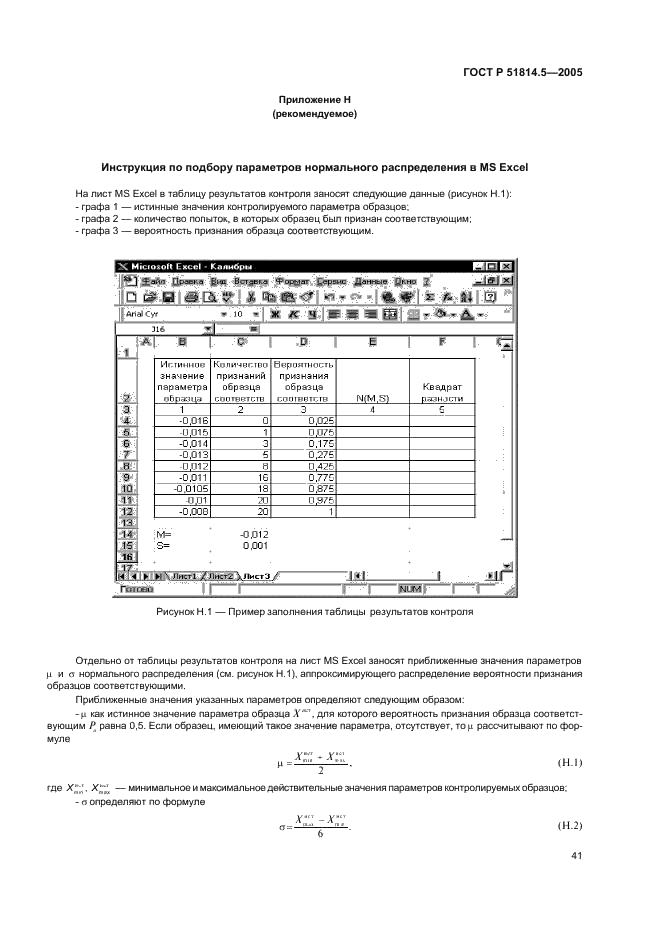 ГОСТ Р 51814.5—2005
Приложение Н
(рекомендуемое)
Инструкция по подбору параметров нормального распределения в MS Excel
На лист MS Excel в таблицу результатов контроля заносят следующие данные (рисунок Н.1):
- графа 1 — истинные значения контролируемого параметра образцов;
- графа 2 — количество попыток, в которых образец был признан соответствующим;
- графа 3 — вероятность признания образца соответствующим.
Microsoft Excel - Калибры
Файл Правка Вид Вставка Формат Сервис Данные Окно ?
Arial Cyr 10 Ж К Ч
J16 =
A B C D E F
1
2 Истинное значение параметра образца Количество признаний образца соответств Вероятность признания образца соответств N(M,S) Квадрат разности
3 1 2 3 4 5
4 -0,016 0 0,025
5 -0,015 1 0,075
6 -0,014 3 0,175
7 -0,013 5 0,275
8 -0,012 8 0,425
9 -0,011 16 0,775
10 -0,0105 18 0,875
11 -0,01 20 0,975
12 -0,008 20 1
13
14 M= -0,012
15 S= 0,001
16
17
Лист1 Лист2 Лист3
Готово NUM
Рисунок Н.1 — Пример заполнения таблицы результатов контроля
Отдельно от таблицы результатов контроля на лист MS Excel заносят приближенные значения параметров
μ и σ нормального распределения (см. рисунок Н.1), аппроксимирующего распределение вероятности признания
образцов соответствующими.
Приближенные значения указанных параметров определяют следующим образом:
- μ как истинное значение параметра образца X ист, для которого вероятность признания образца соответст-
вующим P_a равна 0,5. Если образец, имеющий такое значение параметра, отсутствует, то μ рассчитывают по фор-
муле
μ = (X ист min + X ист max) / 2, (Н.1)
где X ист min, X ист max — минимальное и максимальное действительные значения параметров контролируемых образцов;
- σ определяют по формуле
σ = (X ист max − X ист min) / 6. (Н.2)
41